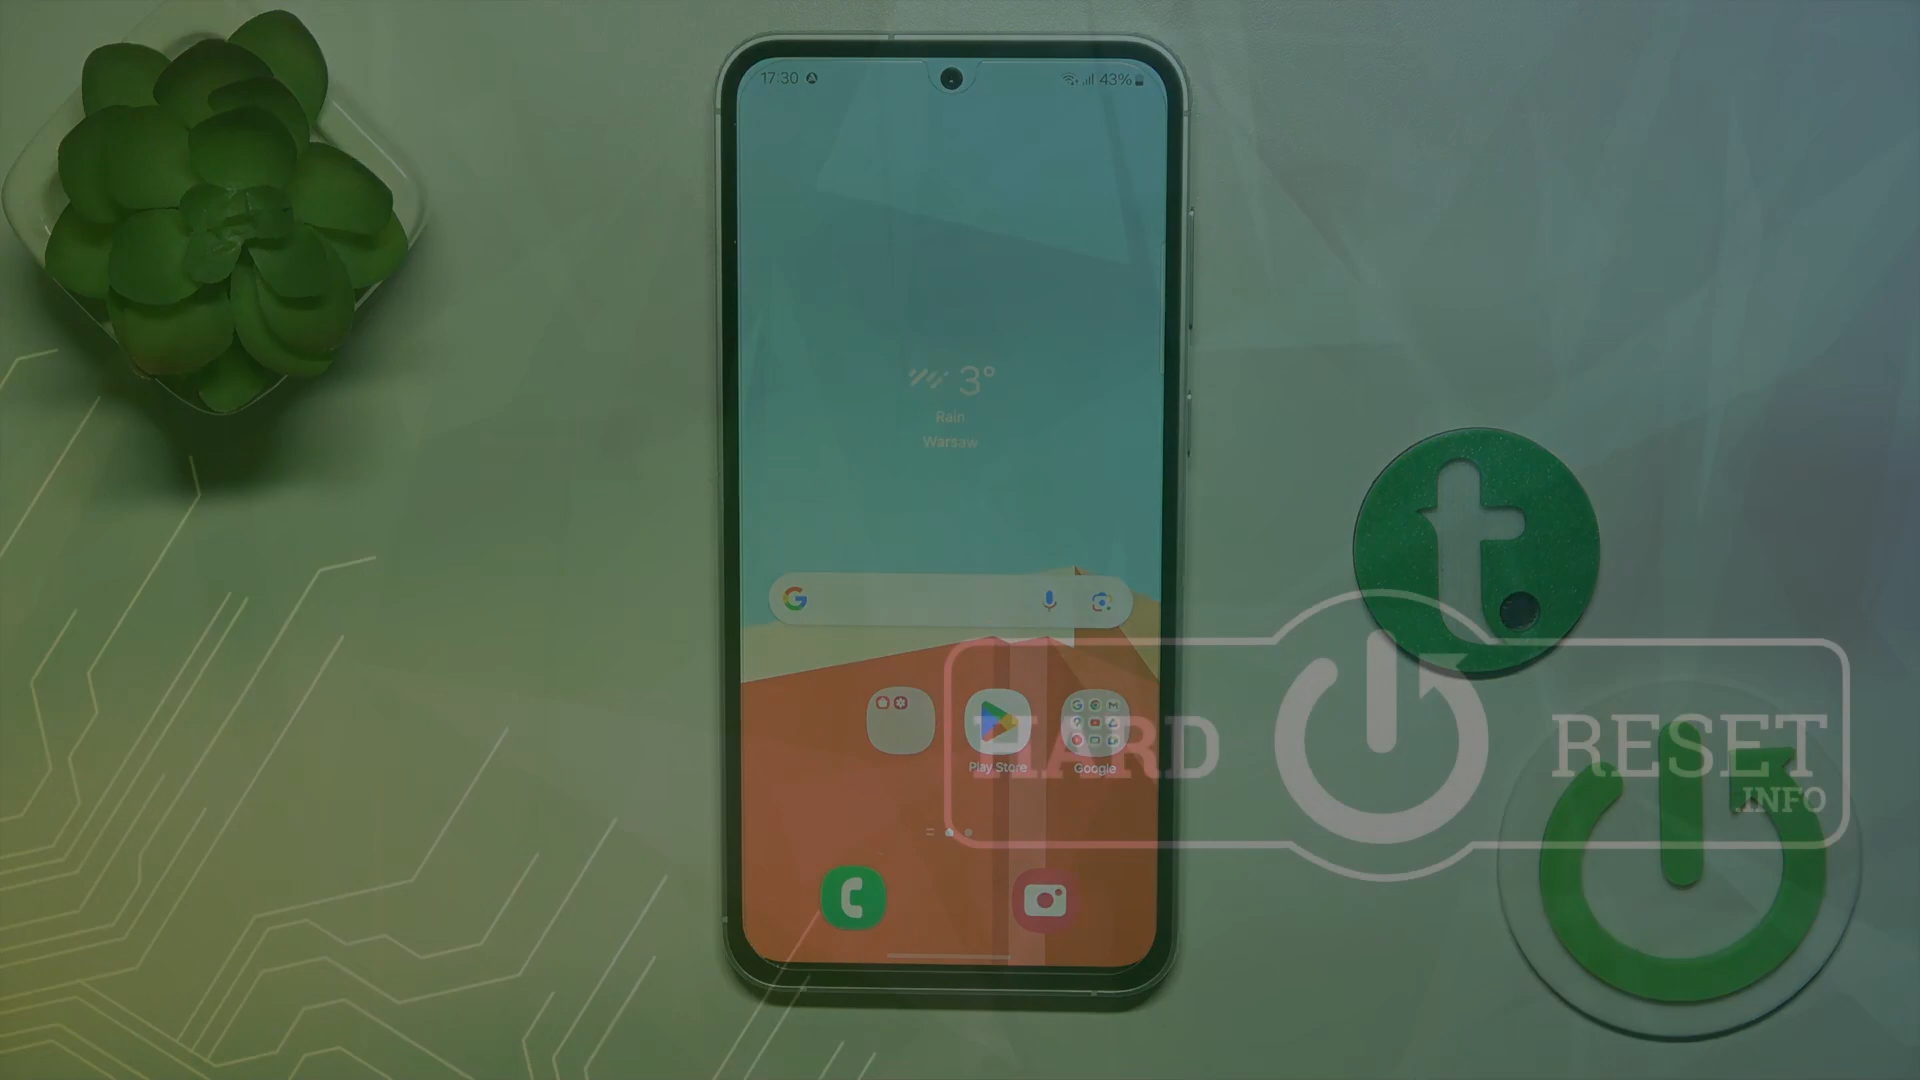 17:30
43%
3°
Rain
Warsaw
G
Play Store
Google
t
HARD RESET
.INFO